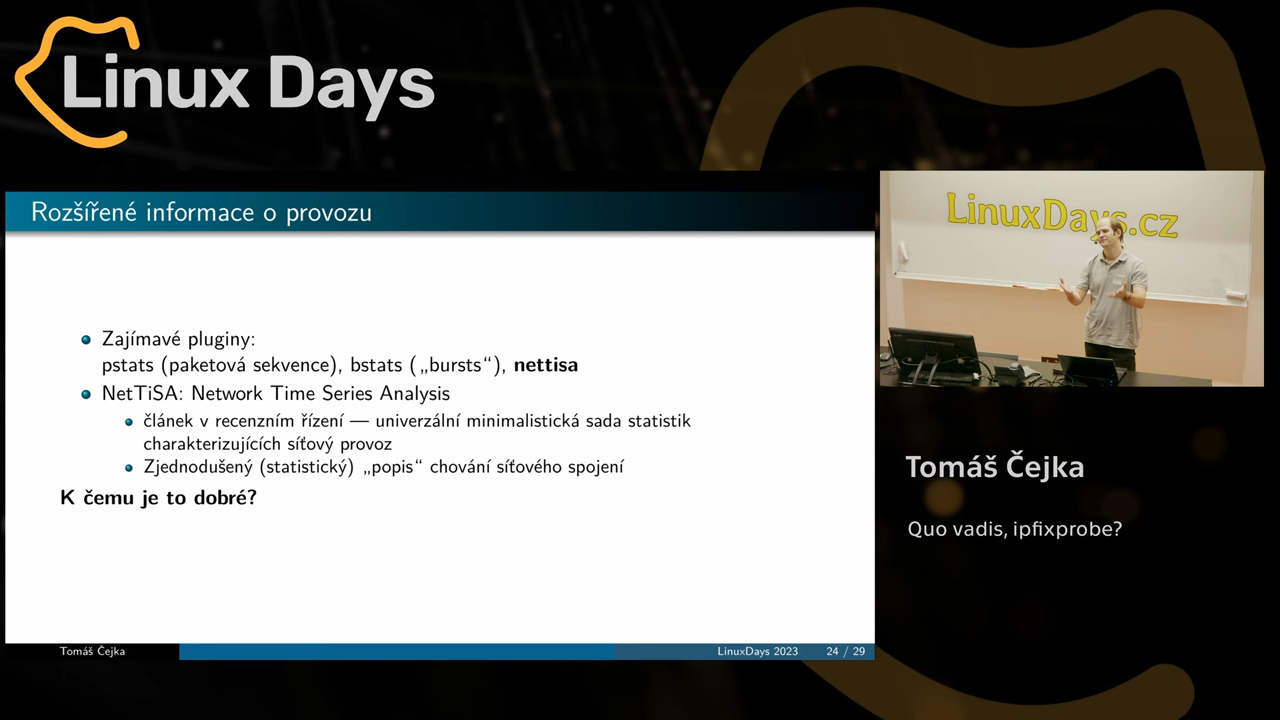 Linux Days
Rozšířené informace o provozu
Zajímavé pluginy:
pstats (paketová sekvence), bstats („bursts“), nettisa
NetTiSA: Network Time Series Analysis
článek v recenzním řízení — univerzální minimalistická sada statistik
charakterizujících síťový provoz
Zjednodušený (statistický) „popis“ chování síťového spojení
K čemu je to dobré?
Tomáš Čejka
LinuxDays 2023
24 / 29
LinuxDays.cz
Tomáš Čejka
Quo vadis, ipfixprobe?